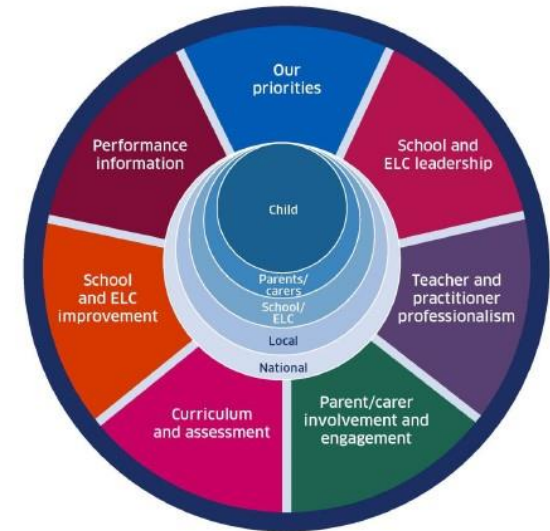 Our
priorities
School and
ELC leadership
Teacher and
practitioner
professionalism
Parent/carer
involvement and
engagement
Curriculum
and assessment
School
and ELC
improvement
Performance
information
Child
Parents/
carers
School/
ELC
Local
National